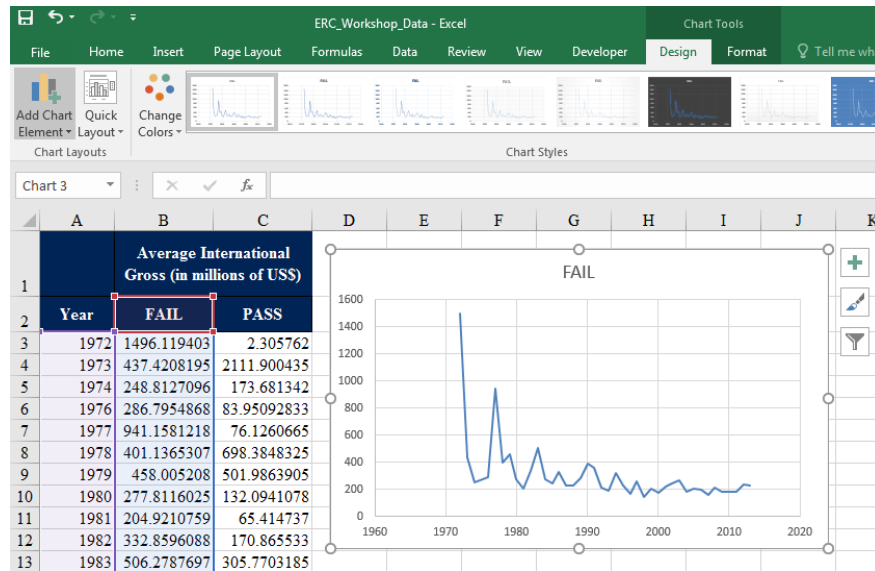 ERC_Workshop_Data - Excel
Chart Tools
File Home Insert Page Layout Formulas Data Review View Developer Design Format Tell me wh
Add Chart Element Quick Layout Change Colors
Chart Layouts Chart Styles
Chart 3 fx
A B C D E F G H I J K
1 Average International
Gross (in millions of US$)
2 Year FAIL PASS
3 1972 1496.119403 2.305762
4 1973 437.4208195 2111.900435
5 1974 248.8127096 173.681342
6 1976 286.7954868 83.95092833
7 1977 941.1581218 76.1260665
8 1978 401.1365307 698.3848325
9 1979 458.005208 501.9863905
10 1980 277.8116025 132.0941078
11 1981 204.9210759 65.414737
12 1982 332.8596088 170.865533
13 1983 506.2787697 305.7703185
FAIL
1600
1400
1200
1000
800
600
400
200
0
1960 1970 1980 1990 2000 2010 2020